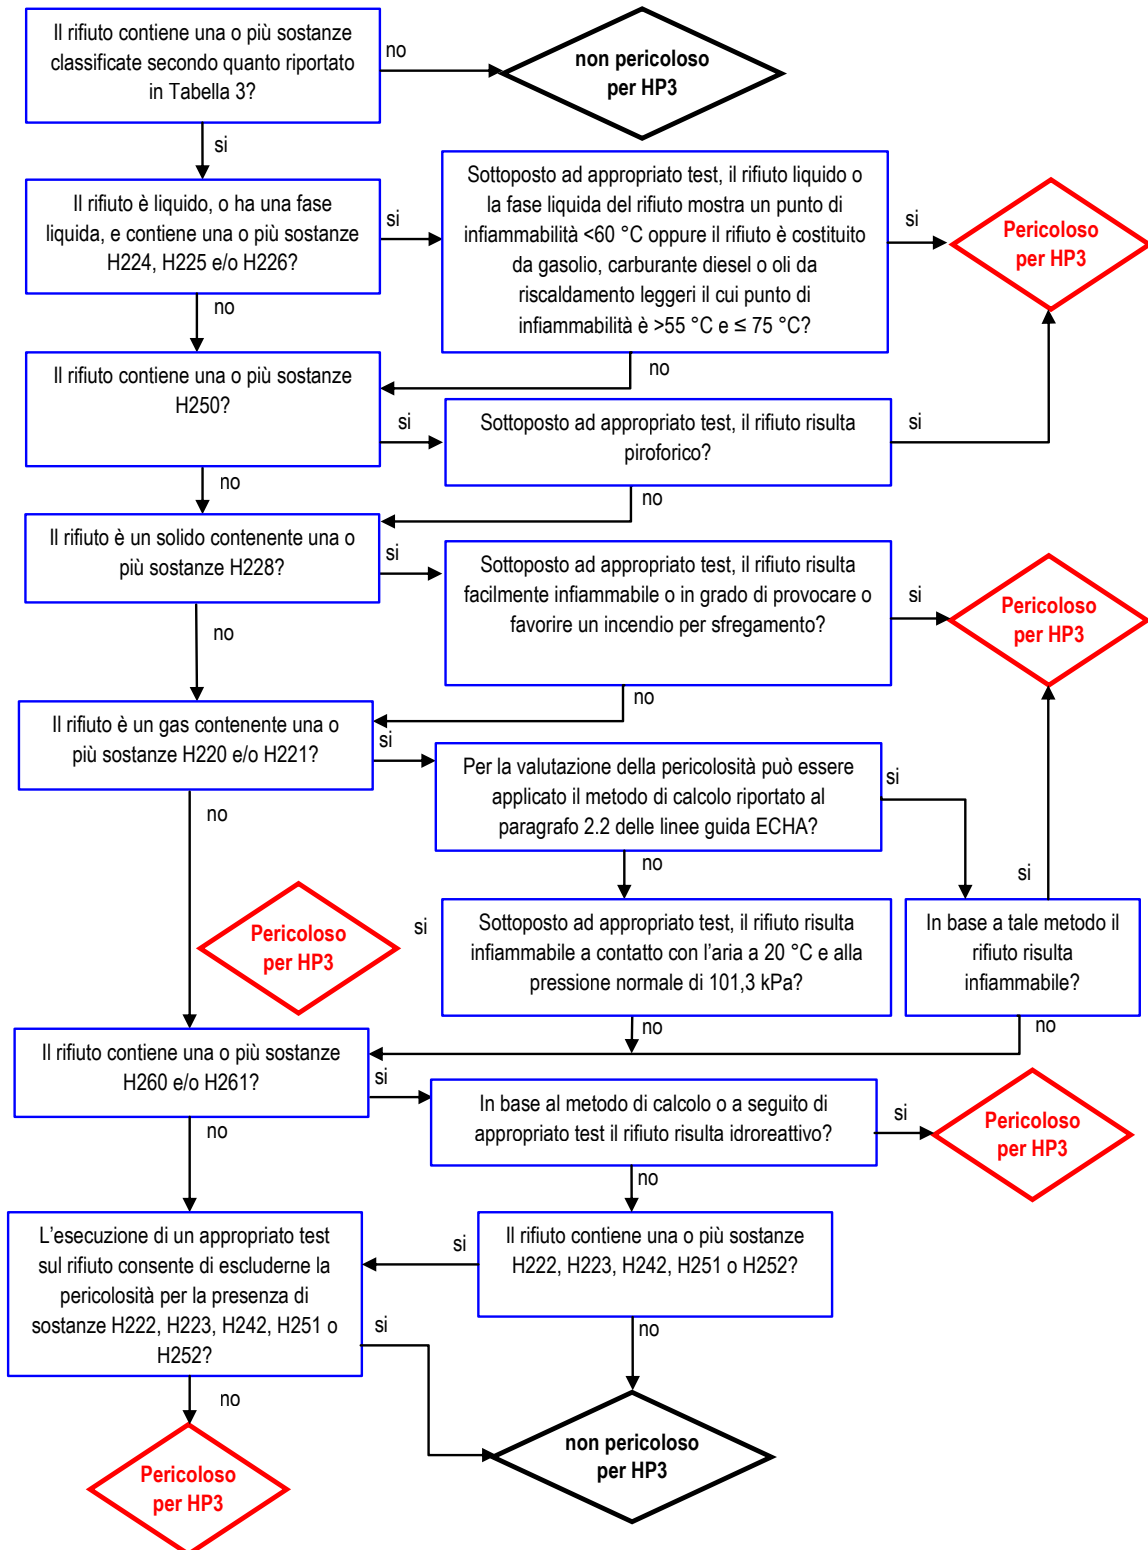 Il rifiuto contiene una o più sostanze
classificate secondo quanto riportato
in Tabella 3?
no
non pericoloso
per HP3
si
Il rifiuto è liquido, o ha una fase
liquida, e contiene una o più sostanze
H224, H225 e/o H226?
si
Sottoposto ad appropriato test, il rifiuto liquido o
la fase liquida del rifiuto mostra un punto di
infiammabilità <60 °C oppure il rifiuto è costituito
da gasolio, carburante diesel o oli da
riscaldamento leggeri il cui punto di
infiammabilità è >55 °C e ≤ 75 °C?
si
Pericoloso
per HP3
no
no
Il rifiuto contiene una o più sostanze
H250?
si
Sottoposto ad appropriato test, il rifiuto risulta
piroforico?
si
no
no
Il rifiuto è un solido contenente una o
più sostanze H228?
si
Sottoposto ad appropriato test, il rifiuto risulta
facilmente infiammabile o in grado di provocare o
favorire un incendio per sfregamento?
si
Pericoloso
per HP3
no
no
Il rifiuto è un gas contenente una o
più sostanze H220 e/o H221?
si
Per la valutazione della pericolosità può essere
applicato il metodo di calcolo riportato al
paragrafo 2.2 delle linee guida ECHA?
si
no
no
si
Pericoloso
per HP3
si
Sottoposto ad appropriato test, il rifiuto risulta
infiammabile a contatto con l’aria a 20 °C e alla
pressione normale di 101,3 kPa?
In base a tale metodo il
rifiuto risulta
infiammabile?
no
no
Il rifiuto contiene una o più sostanze
H260 e/o H261?
si
In base al metodo di calcolo o a seguito di
appropriato test il rifiuto risulta idroreattivo?
si
Pericoloso
per HP3
no
no
L’esecuzione di un appropriato test
sul rifiuto consente di escluderne la
pericolosità per la presenza di
sostanze H222, H223, H242, H251 o
H252?
si
Il rifiuto contiene una o più sostanze
H222, H223, H242, H251 o H252?
si
no
no
Pericoloso
per HP3
non pericoloso
per HP3